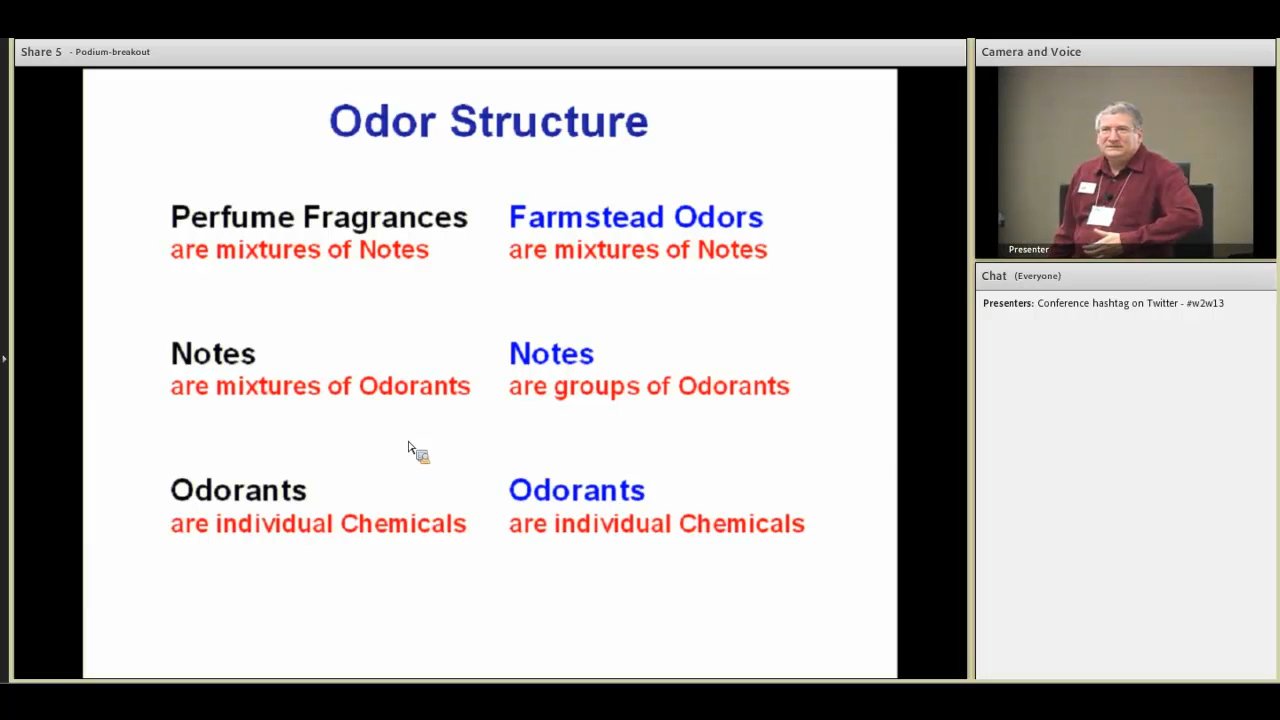 Share 5 - Podium-breakout
Odor Structure
Perfume Fragrances
are mixtures of Notes
Farmstead Odors
are mixtures of Notes
Notes
are mixtures of Odorants
Notes
are groups of Odorants
Odorants
are individual Chemicals
Odorants
are individual Chemicals
Camera and Voice
Presenter
Chat (Everyone)
Presenters: Conference hashtag on Twitter - #w2w13